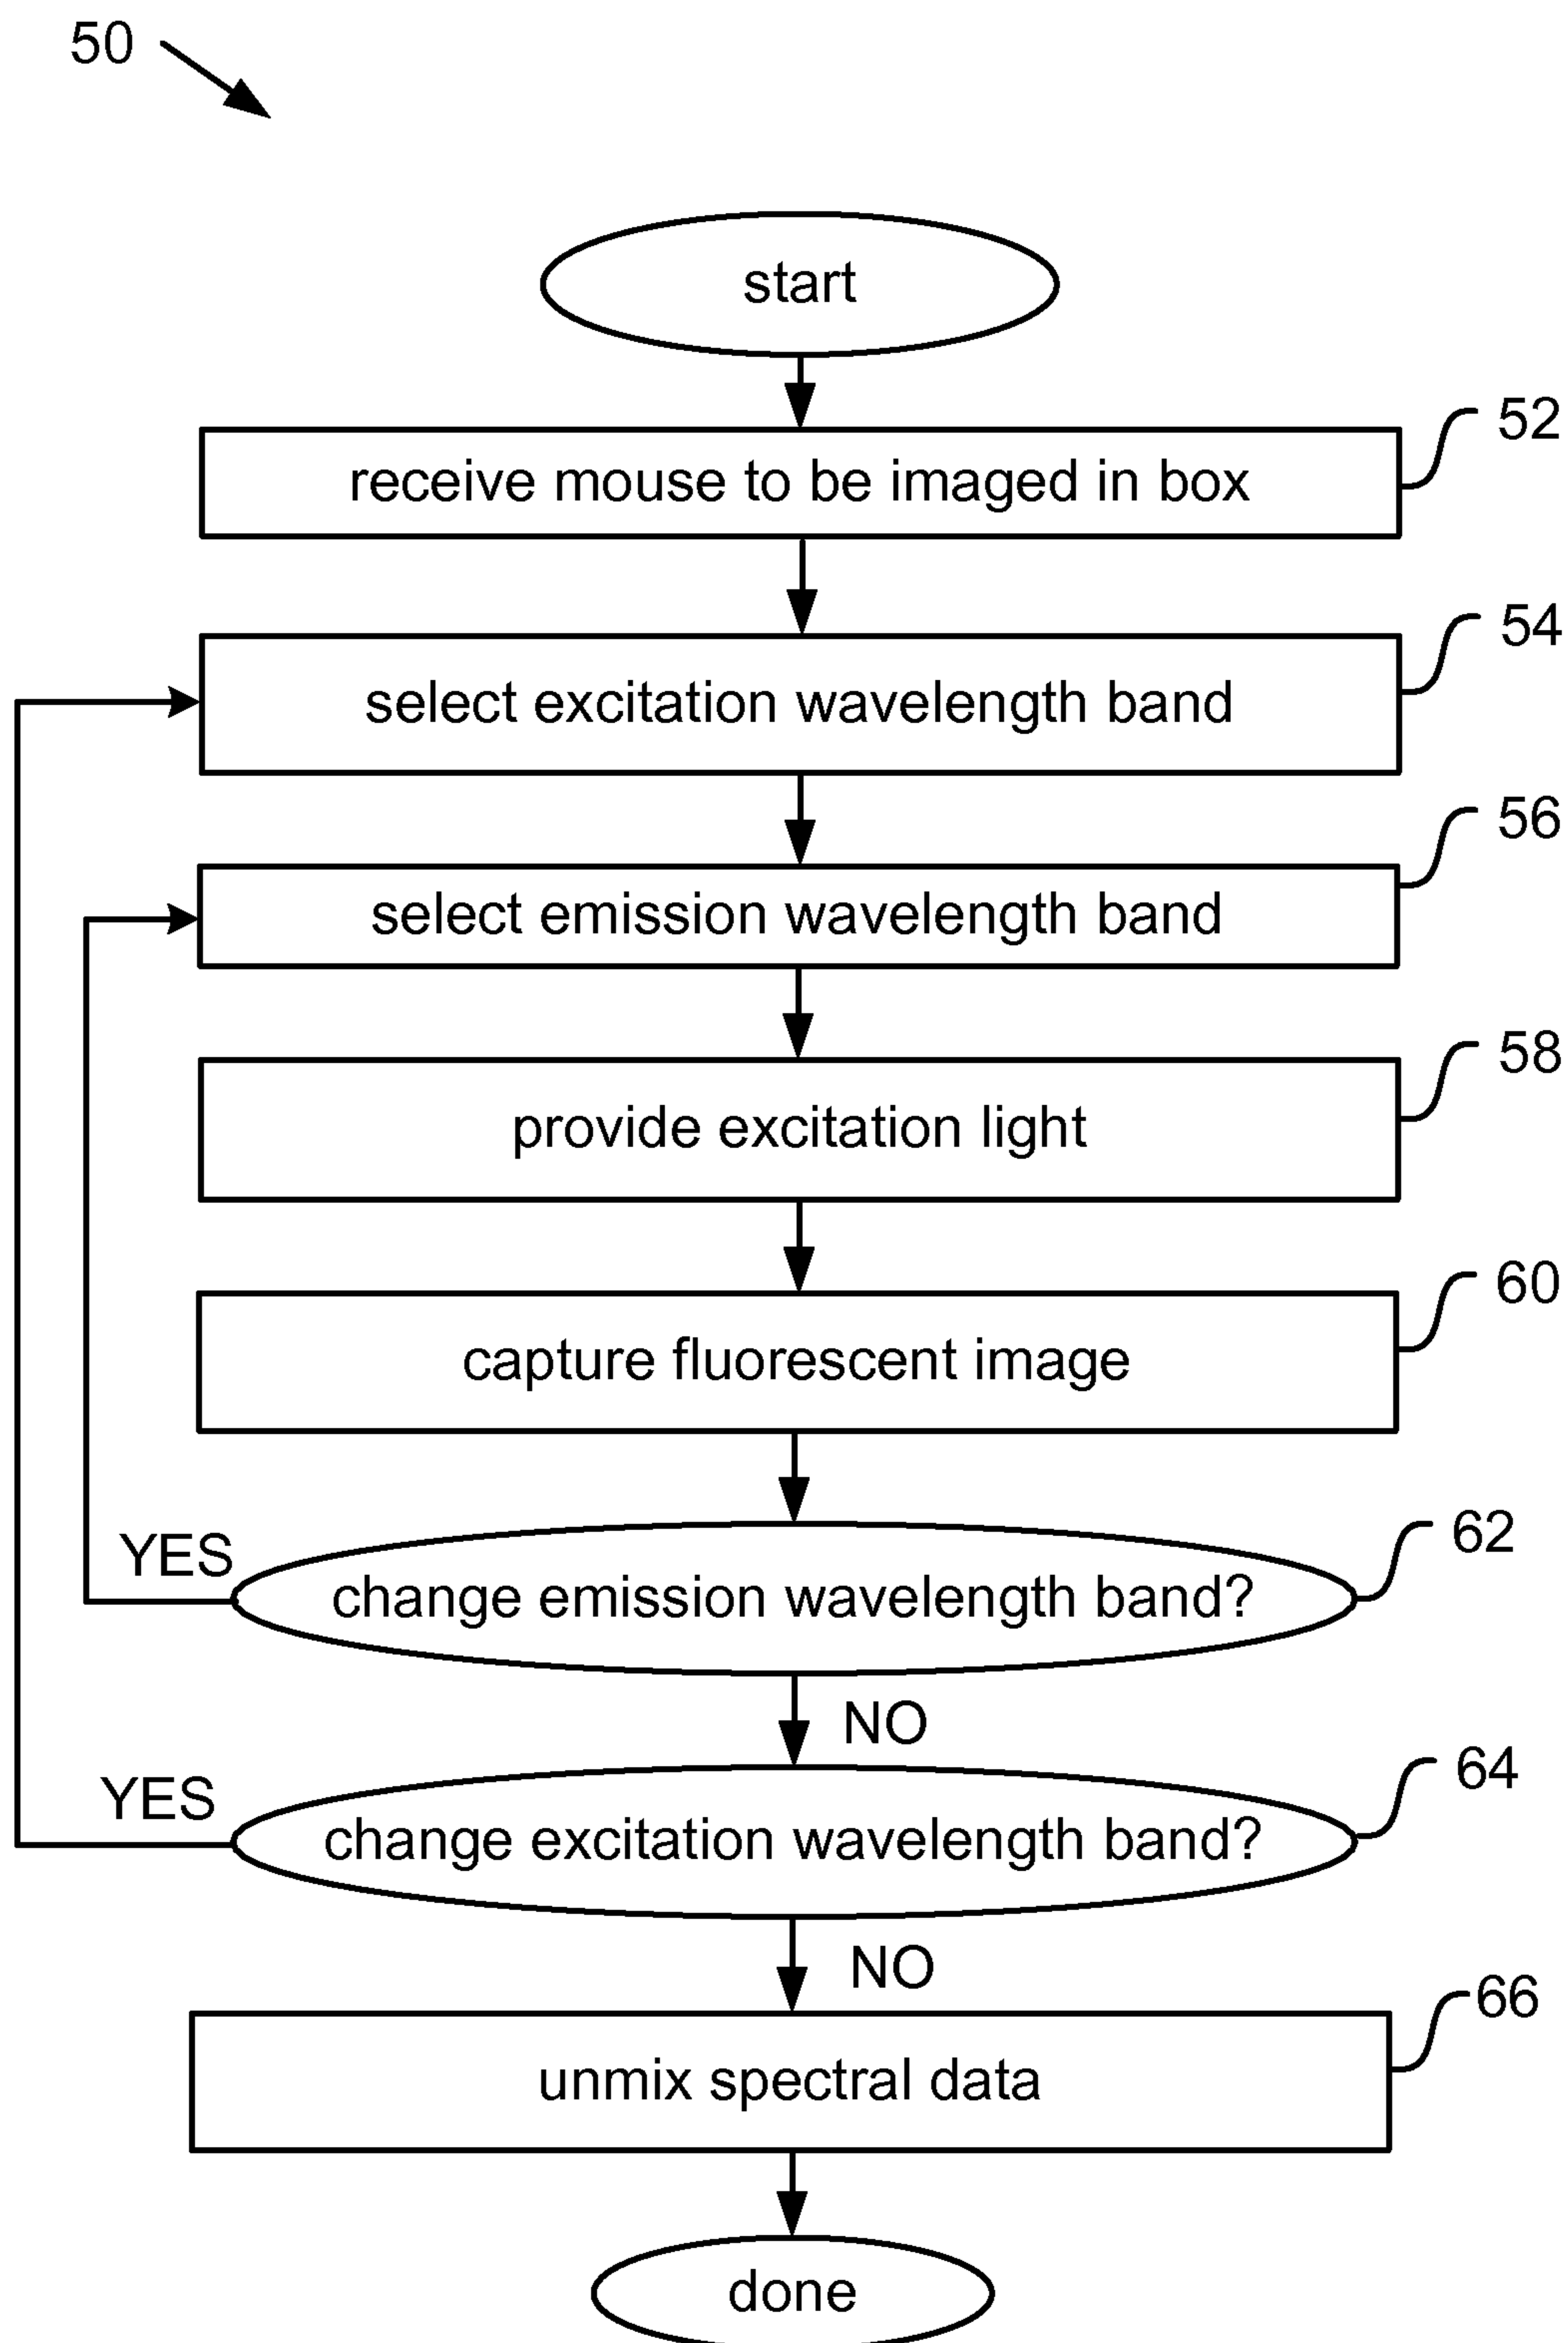 50
start
52
receive mouse to be imaged in box
54
select excitation wavelength band
56
select emission wavelength band
58
provide excitation light
60
capture fluorescent image
62
YES
change emission wavelength band?
NO
64
YES
change excitation wavelength band?
NO
66
unmix spectral data
done